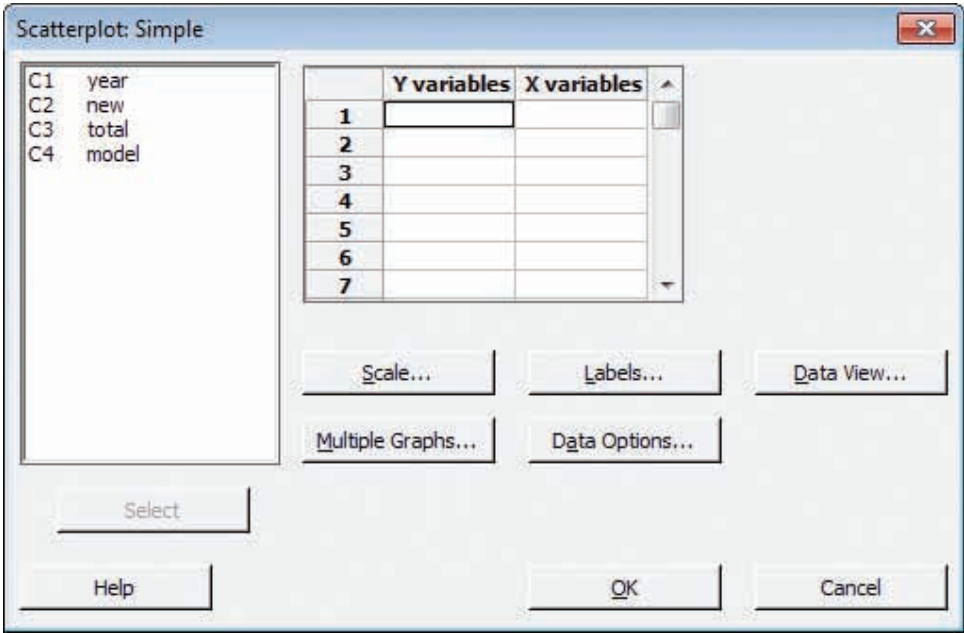 Scatterplot: Simple
C1 year
C2 new
C3 total
C4 model
Y variables X variables
1
2
3
4
5
6
7
Scale... Labels... Data View...
Multiple Graphs... Data Options...
Select
Help OK Cancel